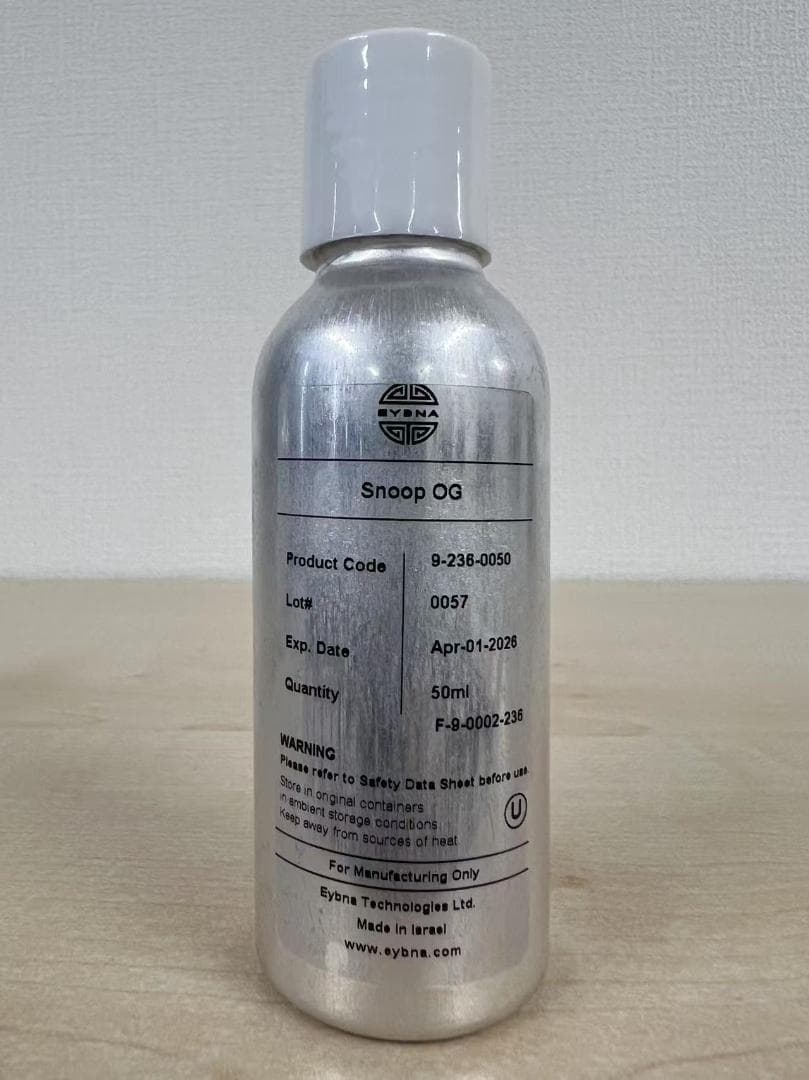 EYBNA
Snoop OG
Product Code 9-236-0050
Lot# 0057
Exp. Date Apr-01-2026
Quantity 50ml
F-9-0002-236
WARNING
Please refer to Safety Data Sheet before use.
Store in original containers
in ambient storage conditions
Keep away from sources of heat
U
For Manufacturing Only
Eybna Technologies Ltd.
Made in Israel
www.eybna.com